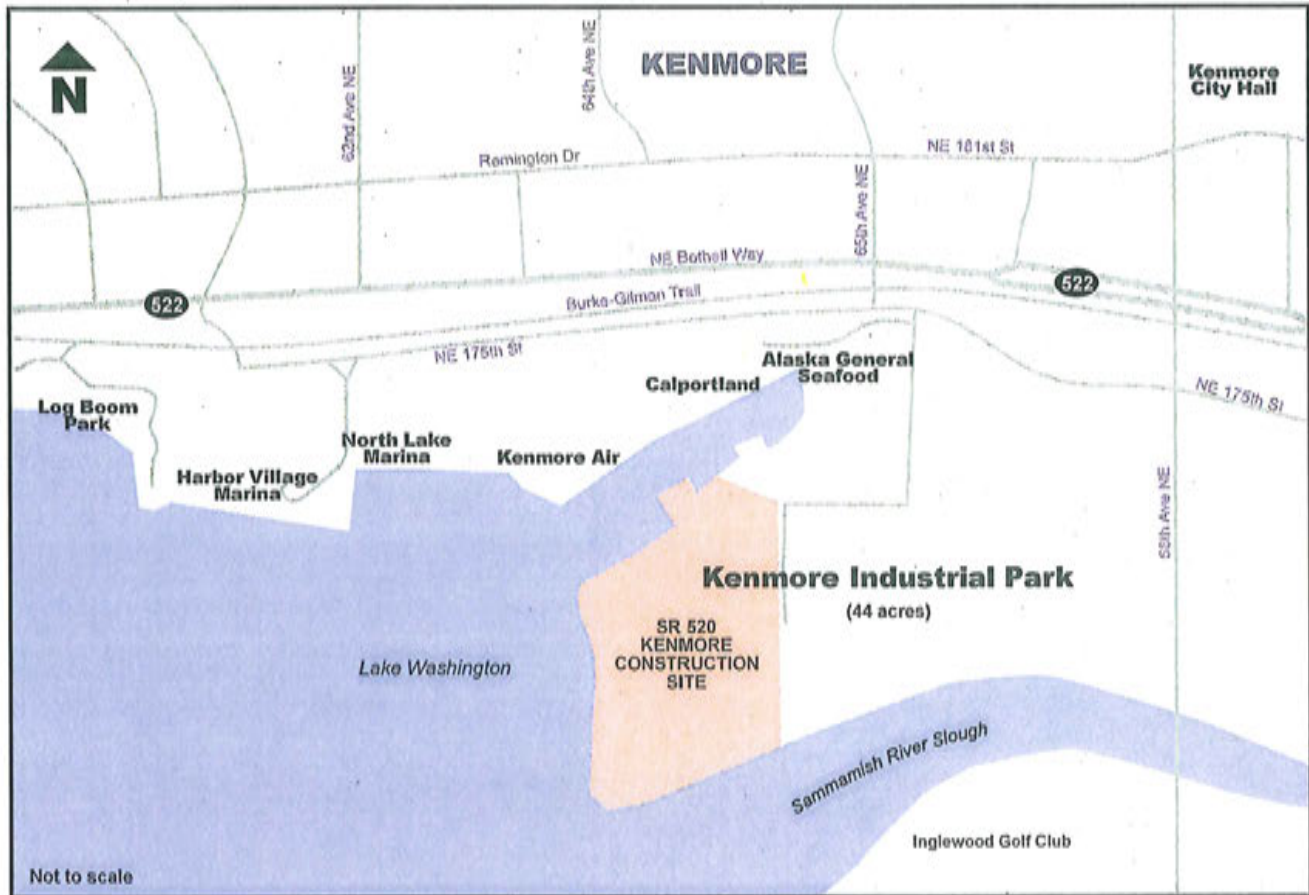 N
KENMORE
Kenmore
City Hall
62nd Ave NE
64th Ave NE
Remington Dr
NE 181st St
65th Ave NE
NE Bothell Way
522
522
Burke-Gilman Trail
NE 175th St
Alaska General
Seafood
Calportland
NE 175th St
Log Boom
Park
North Lake
Marina
Kenmore Air
Harbor Village
Marina
Kenmore Industrial Park
(44 acres)
SR 520
KENMORE
CONSTRUCTION
SITE
Lake Washington
Sammamish River Slough
Inglewood Golf Club
Not to scale